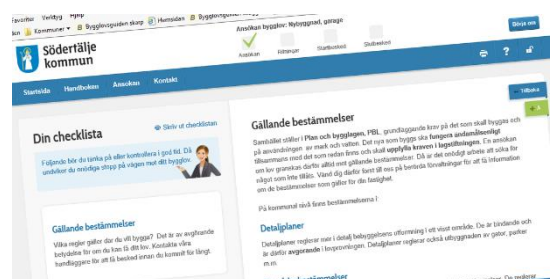 Favoriter Verktyg Hjälp
Kommuner Bygglovsguiden skarp Hemsidan
Södertälje
kommun
Ansökan bygglov: Nybyggnad, garage
Ansökan Ritningar Startbesked Slutbesked
Börja om
Startsida Handboken Ansökan Kontakt
?
Tillbaka
A
Din checklista
Skriv ut checklistan
Följande bör du tänka på eller kontrollera i god tid. Då
undviker du onödiga stopp på vägen mot ditt bygglov.
Gällande bestämmelser
Vilka regler gäller där du vill bygga? Det är av avgörande
betydelse för om du kan få ditt lov. Kontakta våra
handläggare för att få besked innan du kommit för långt.
Gällande bestämmelser
Samhället ställer i Plan och bygglagen, PBL, grundläggande krav på det som skall byggas och
på användningen av mark och vatten. Det nya som byggs ska fungera ändamålsenligt
tillsammans med det som redan finns och skall uppfylla kraven i lagstiftningen. En ansökan
om lov granskas därför alltid mot gällande bestämmelser. Då är det onödigt arbete att söka för
något som inte tillåts. Vänd dig därför först till oss på berörda förvaltningar för att få information
om de bestämmelser som gäller för din fastighet.
På kommunal nivå finns bestämmelserna i:
Detaljplaner
Detaljplaner reglerar mer i detalj bebyggelsens utformning i ett visst område. De är bindande och
är därför avgörande i lovprövningen. Detaljplaner reglerar också utbyggnaden av gator, parker
m.m.